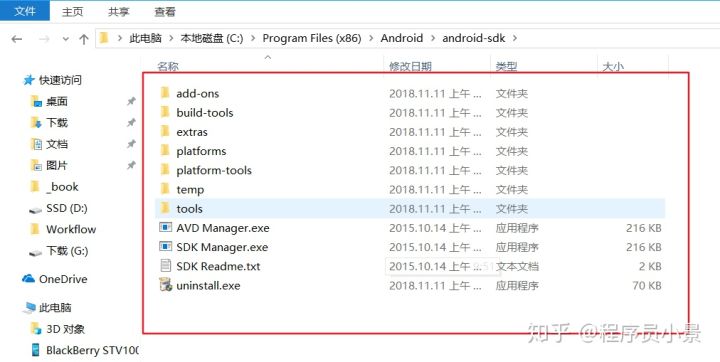 文件 主页 共享 查看
此电脑 › 本地磁盘 (C:) › Program Files (x86) › Android › android-sdk ›
名称 修改日期 类型 大小
快速访问
桌面
下载
文档
图片
_book
SSD (D:)
Workflow
下载 (G:)
OneDrive
此电脑
3D 对象
BlackBerry STV100
add-ons 2018.11.11 上午 ... 文件夹
build-tools 2018.11.11 上午 ... 文件夹
extras 2018.11.11 上午 ... 文件夹
platforms 2018.11.11 上午 ... 文件夹
platform-tools 2018.11.11 上午 ... 文件夹
temp 2018.11.11 上午 ... 文件夹
tools 2018.11.11 上午 ... 文件夹
AVD Manager.exe 2015.10.14 上午 ... 应用程序 216 KB
SDK Manager.exe 2015.10.14 上午 ... 应用程序 216 KB
SDK Readme.txt 2015.10.14 上午 文本文档 2 KB
uninstall.exe 2018.11.11 上午 ... 应用程序 70 KB
知乎 @程序员小景